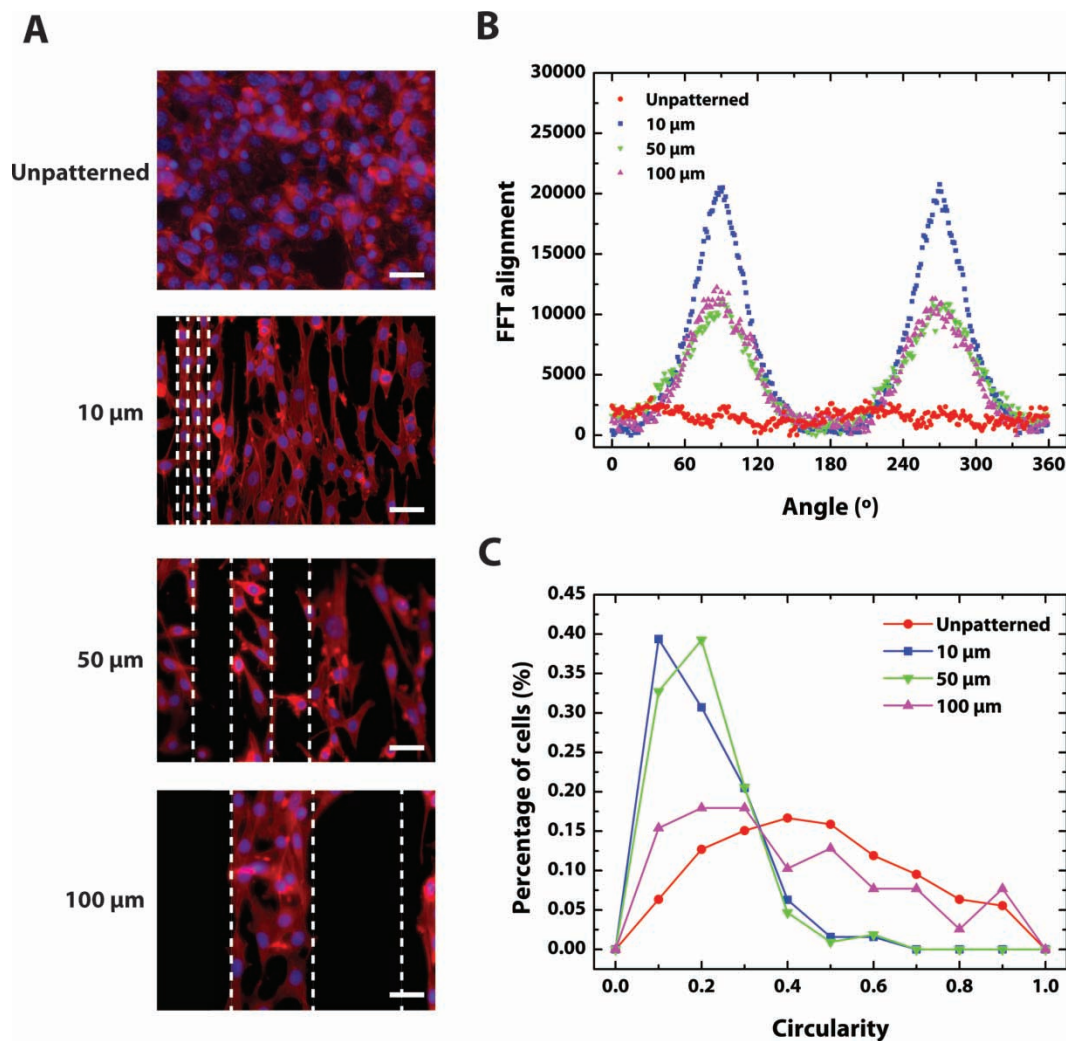 A
Unpatterned
10 µm
50 µm
100 µm
B
30000
25000
20000
15000
10000
5000
0
FFT alignment
Unpatterned
10 µm
50 µm
100 µm
0 60 120 180 240 300 360
Angle (º)
C
0.45
0.40
0.35
0.30
0.25
0.20
0.15
0.10
0.05
0.00
Percentage of cells (%)
Unpatterned
10 µm
50 µm
100 µm
0.0 0.2 0.4 0.6 0.8 1.0
Circularity